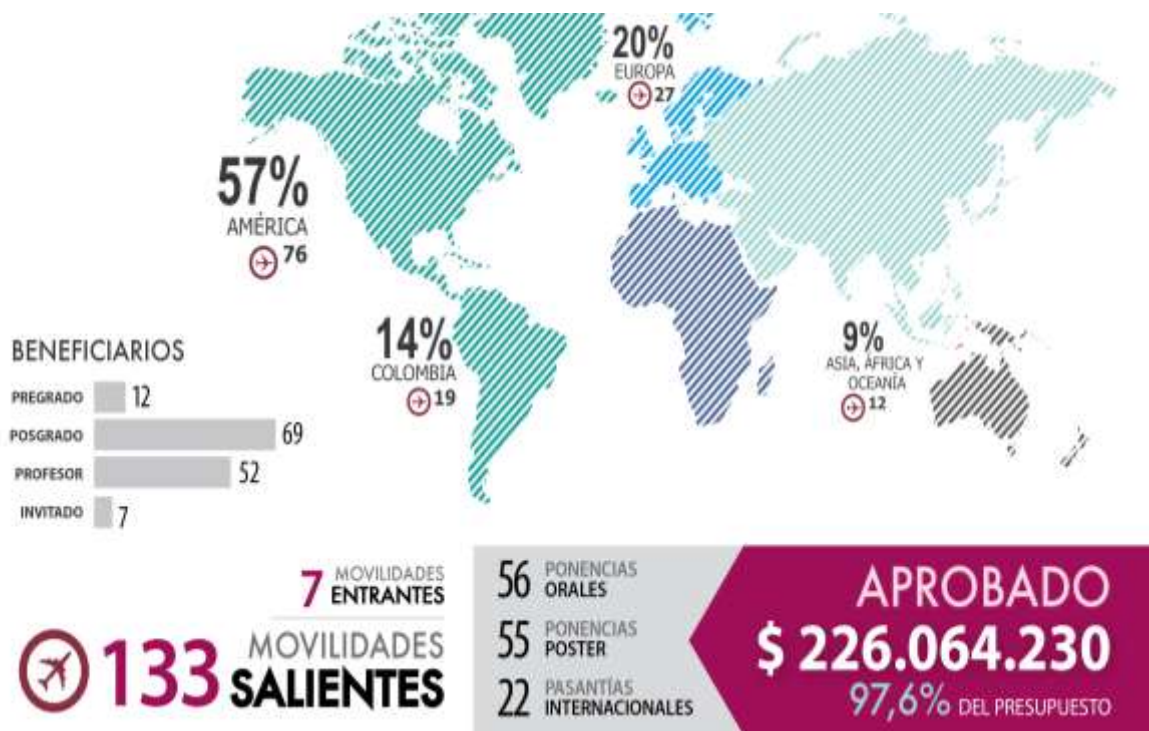 20%
EUROPA
27
57%
AMÉRICA
76
14%
COLOMBIA
19
9%
ASIA, ÁFRICA Y
OCEANÍA
12
BENEFICIARIOS
PREGRADO 12
POSGRADO 69
PROFESOR 52
INVITADO 7
7 MOVILIDADES
ENTRANTES
133 MOVILIDADES
SALIENTES
56 PONENCIAS
ORALES
55 PONENCIAS
POSTER
22 PASANTÍAS
INTERNACIONALES
APROBADO
$ 226.064.230
97,6% DEL PRESUPUESTO